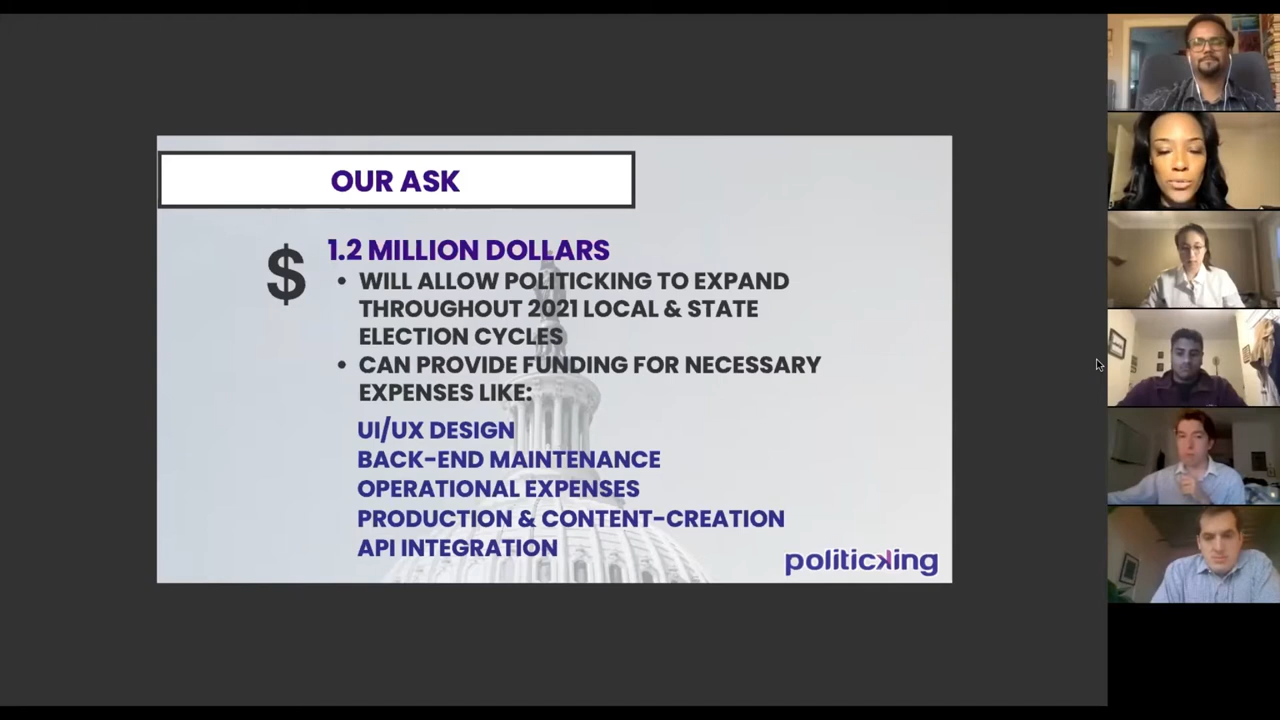 OUR ASK
$
1.2 MILLION DOLLARS
• WILL ALLOW POLITICKING TO EXPAND
THROUGHOUT 2021 LOCAL & STATE
ELECTION CYCLES
• CAN PROVIDE FUNDING FOR NECESSARY
EXPENSES LIKE:
UI/UX DESIGN
BACK-END MAINTENANCE
OPERATIONAL EXPENSES
PRODUCTION & CONTENT-CREATION
API INTEGRATION
politicking